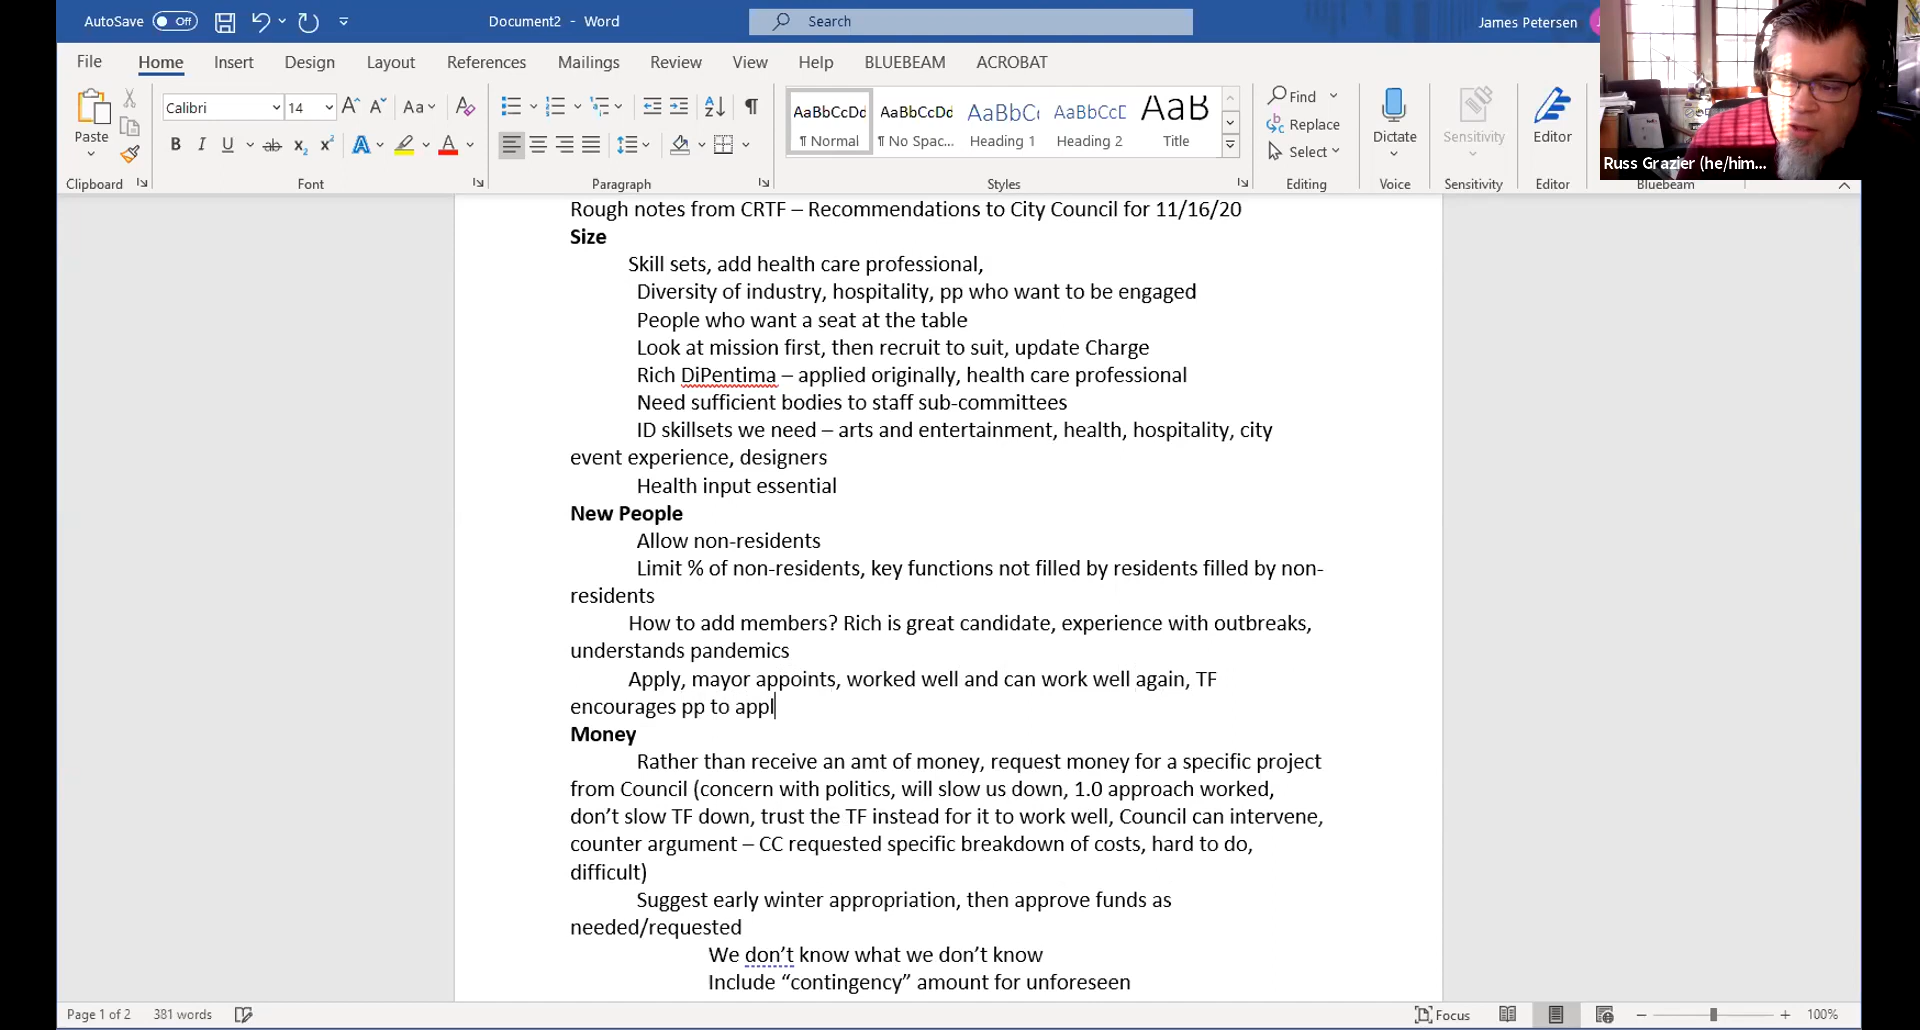 AutoSave Off Document2 - Word Search James Petersen
File Home Insert Design Layout References Mailings Review View Help BLUEBEAM ACROBAT
Calibri 14 Aa
Paste
B I U ab x2 x2 A A
AaBbCcDd AaBbCcDd AaBbC AaBbCcE AaB
¶ Normal ¶ No Spac... Heading 1 Heading 2 Title
Find
Replace
Select
Dictate Sensitivity Editor
Russ Grazier (he/him...
Clipboard Font Paragraph Styles Editing Voice Sensitivity Editor Bluebeam
Rough notes from CRTF – Recommendations to City Council for 11/16/20
Size
Skill sets, add health care professional,
Diversity of industry, hospitality, pp who want to be engaged
People who want a seat at the table
Look at mission first, then recruit to suit, update Charge
Rich DiPentima – applied originally, health care professional
Need sufficient bodies to staff sub-committees
ID skillsets we need – arts and entertainment, health, hospitality, city
event experience, designers
Health input essential
New People
Allow non-residents
Limit % of non-residents, key functions not filled by residents filled by non-
residents
How to add members? Rich is great candidate, experience with outbreaks,
understands pandemics
Apply, mayor appoints, worked well and can work well again, TF
encourages pp to appl
Money
Rather than receive an amt of money, request money for a specific project
from Council (concern with politics, will slow us down, 1.0 approach worked,
don’t slow TF down, trust the TF instead for it to work well, Council can intervene,
counter argument – CC requested specific breakdown of costs, hard to do,
difficult)
Suggest early winter appropriation, then approve funds as
needed/requested
We don’t know what we don’t know
Include “contingency” amount for unforeseen
Page 1 of 2 381 words Focus 100%